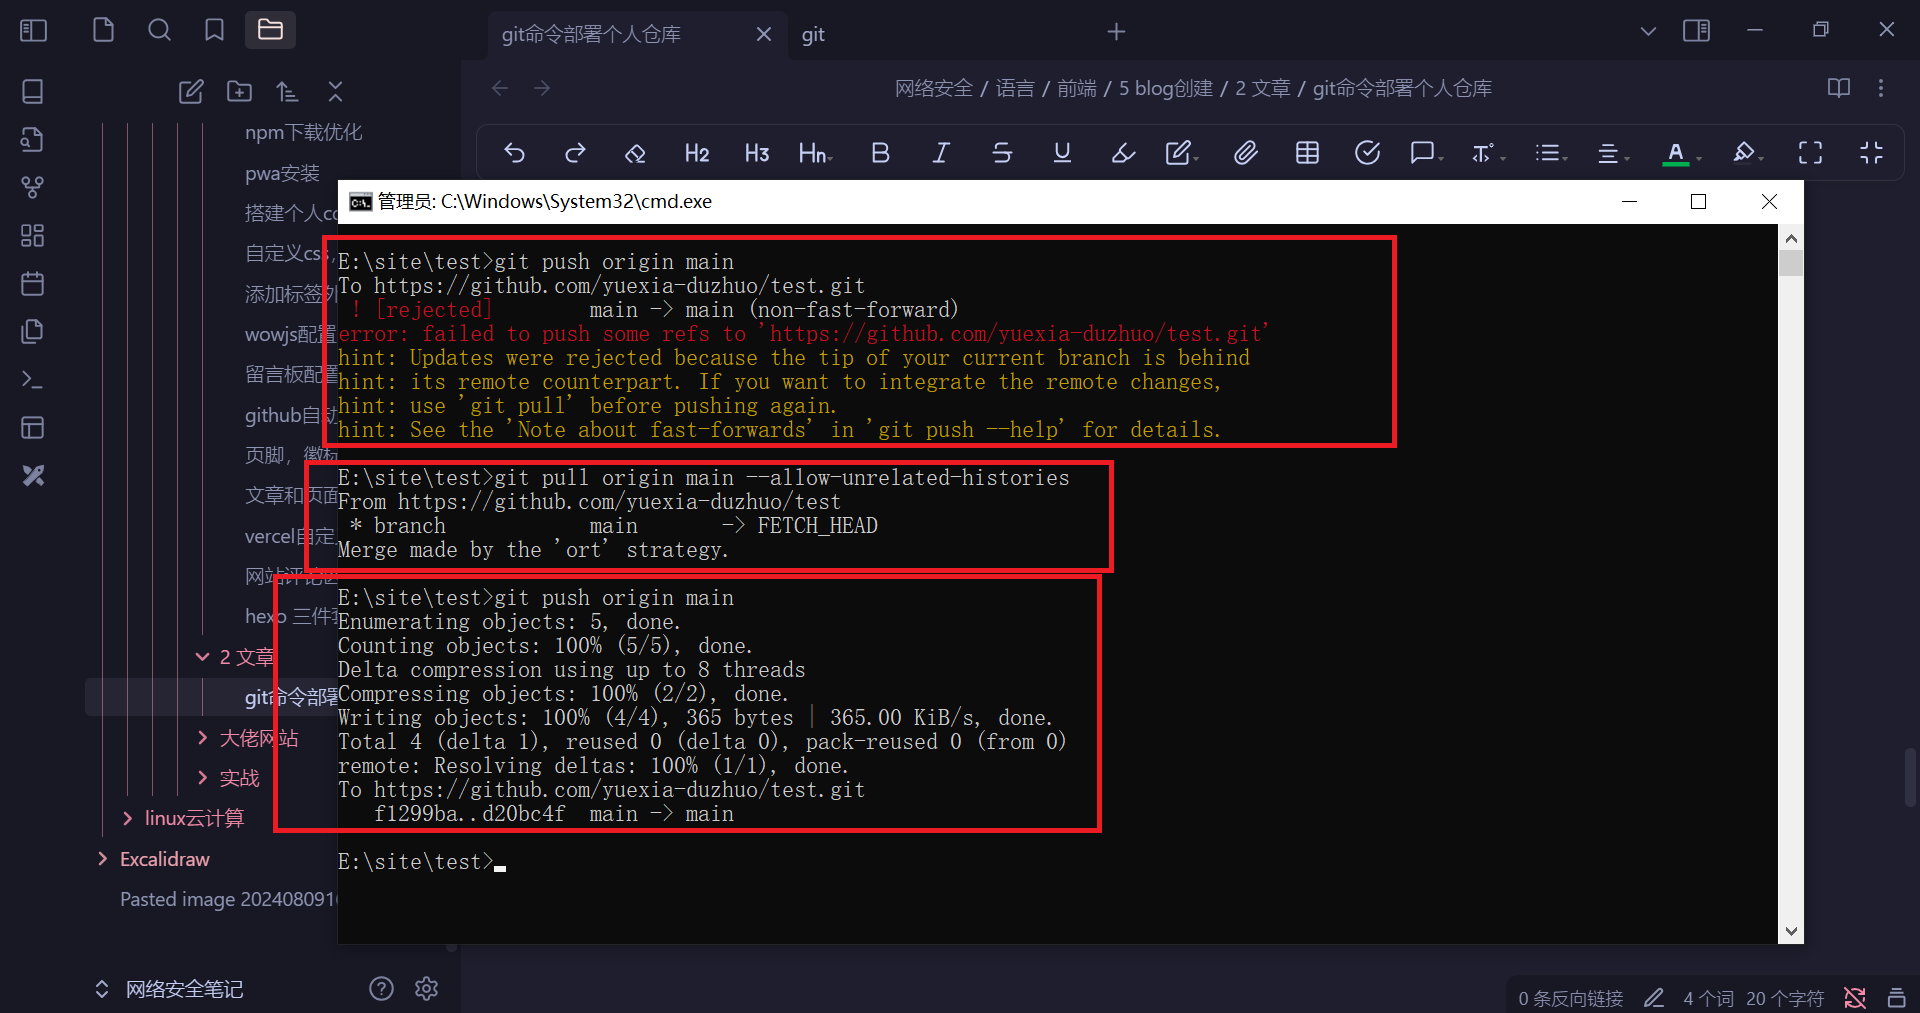 git命令部署个人仓库
git
网络安全 / 语言 / 前端 / 5 blog创建 / 2 文章 / git命令部署个人仓库
H2 H3 Hn B I S U A
npm下载优化
pwa安装
搭建个人co
自定义css,
添加标签外
wowjs配置
留言板配置
github自动
页脚，徽标
文章和页面
vercel自定
网站评论
hexo 三件套
2 文章
git命令部署
大佬网站
实战
linux云计算
Excalidraw
Pasted image 2024080916
网络安全笔记
管理员: C:\Windows\System32\cmd.exe
E:\site\test>git push origin main
To https://github.com/yuexia-duzhuo/test.git
 ! [rejected]        main -> main (non-fast-forward)
error: failed to push some refs to 'https://github.com/yuexia-duzhuo/test.git'
hint: Updates were rejected because the tip of your current branch is behind
hint: its remote counterpart. If you want to integrate the remote changes,
hint: use 'git pull' before pushing again.
hint: See the 'Note about fast-forwards' in 'git push --help' for details.
E:\site\test>git pull origin main --allow-unrelated-histories
From https://github.com/yuexia-duzhuo/test
 * branch            main       -> FETCH_HEAD
Merge made by the 'ort' strategy.
E:\site\test>git push origin main
Enumerating objects: 5, done.
Counting objects: 100% (5/5), done.
Delta compression using up to 8 threads
Compressing objects: 100% (2/2), done.
Writing objects: 100% (4/4), 365 bytes | 365.00 KiB/s, done.
Total 4 (delta 1), reused 0 (delta 0), pack-reused 0 (from 0)
remote: Resolving deltas: 100% (1/1), done.
To https://github.com/yuexia-duzhuo/test.git
   f1299ba..d20bc4f  main -> main
E:\site\test>
0 条反向链接 4 个词 20 个字符